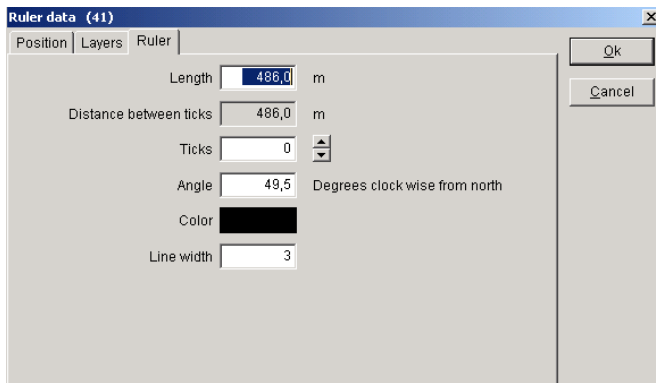 Ruler data (41)
Position Layers Ruler
Ok
Cancel
Length 486,0 m
Distance between ticks 486,0 m
Ticks 0
Angle 49,5 Degrees clock wise from north
Color
Line width 3